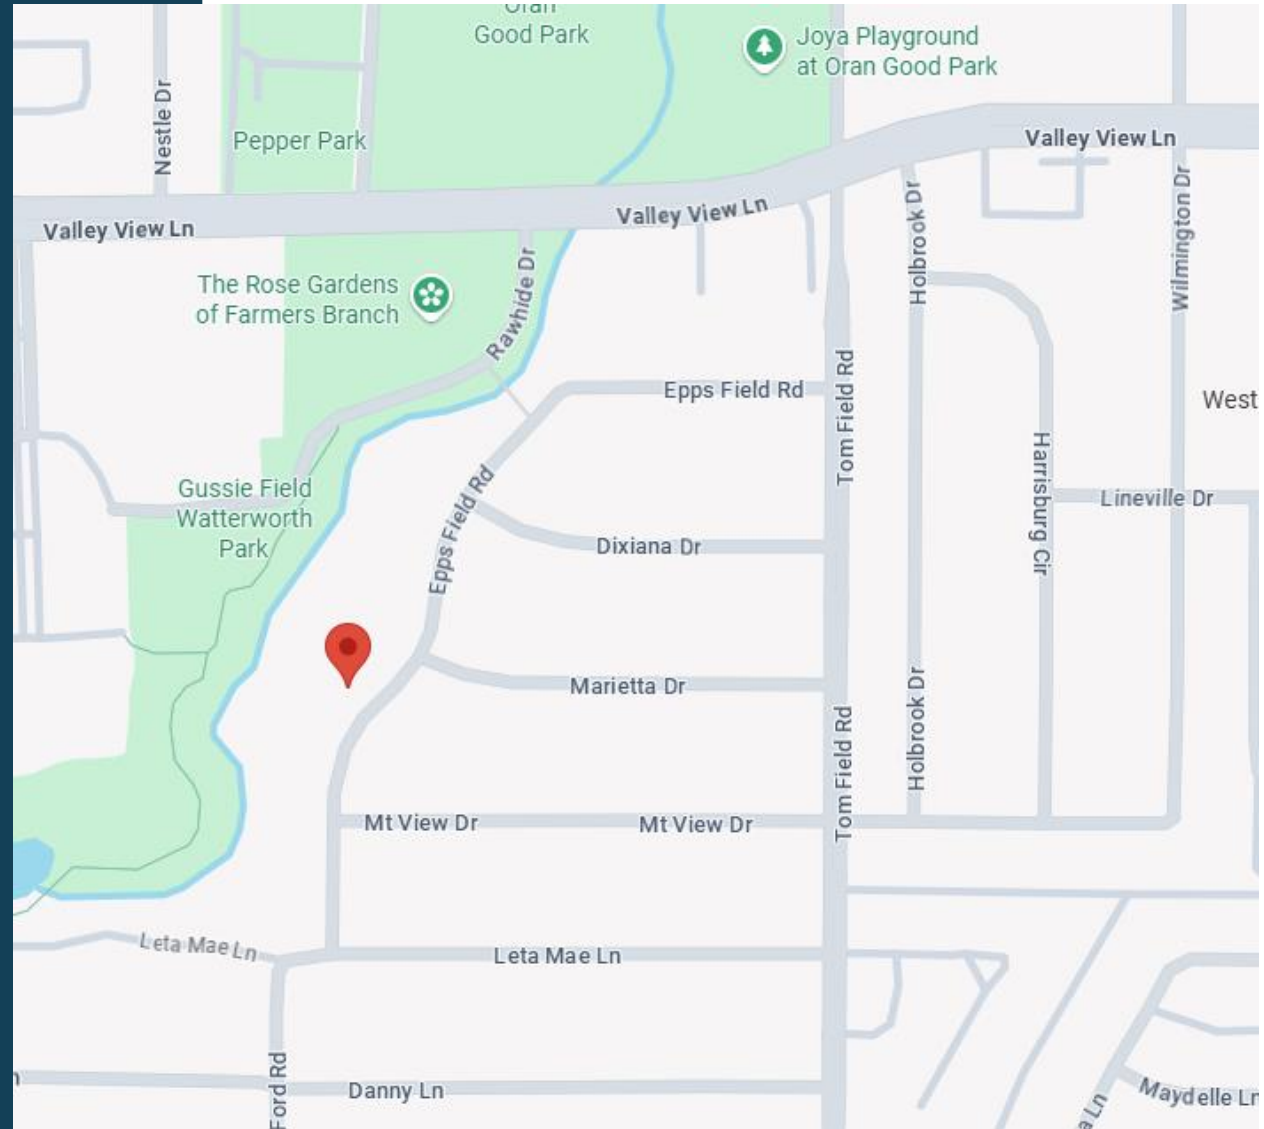 Oran
Good Park
Joya Playground
at Oran Good Park
Nestle Dr
Pepper Park
Valley View Ln
Valley View Ln
Valley View Ln
Holbrook Dr
Wilmington Dr
The Rose Gardens
of Farmers Branch
Rawhide Dr
Epps Field Rd
Tom Field Rd
West
Harrisburg Cir
Lineville Dr
Gussie Field
Watterworth
Park
Epps Field Rd
Dixiana Dr
Marietta Dr
Holbrook Dr
Tom Field Rd
Mt View Dr
Mt View Dr
Leta Mae Ln
Leta Mae Ln
Ford Rd
Danny Ln
a Ln
Maydelle Ln